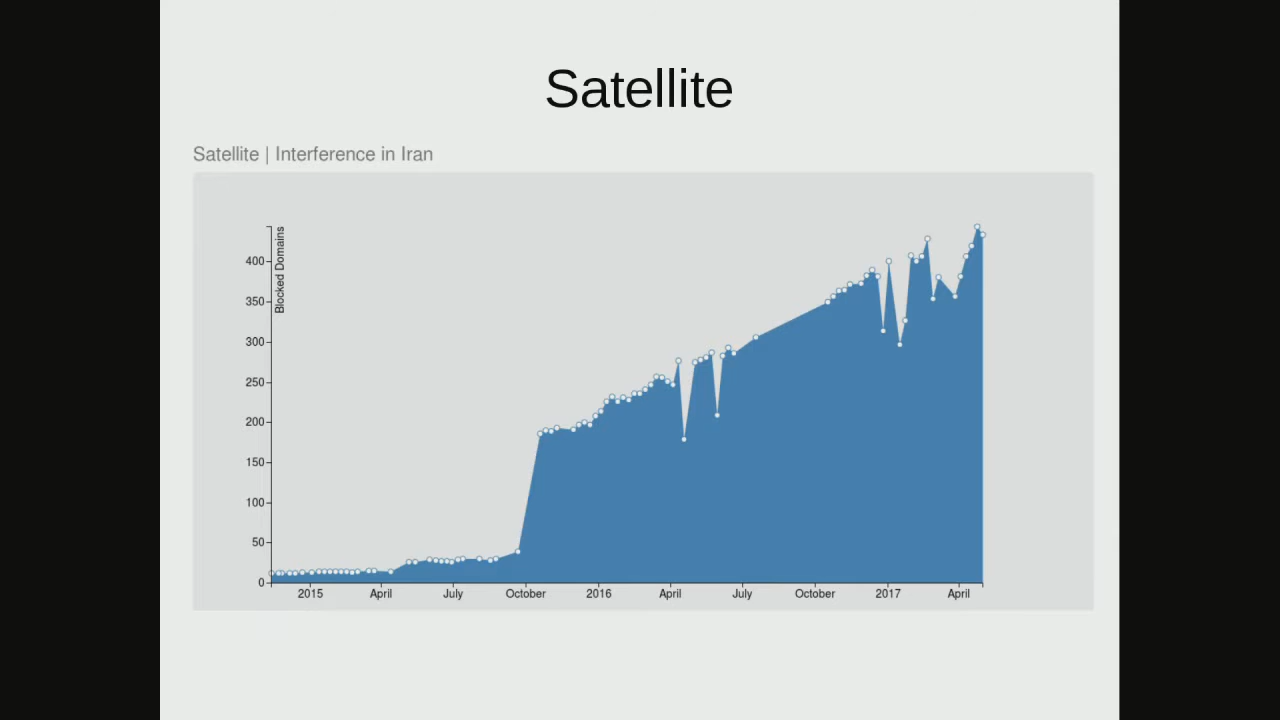 Satellite
Satellite | Interference in Iran
Blocked Domains
400
350
300
250
200
150
100
50
0
2015 April July October 2016 April July October 2017 April